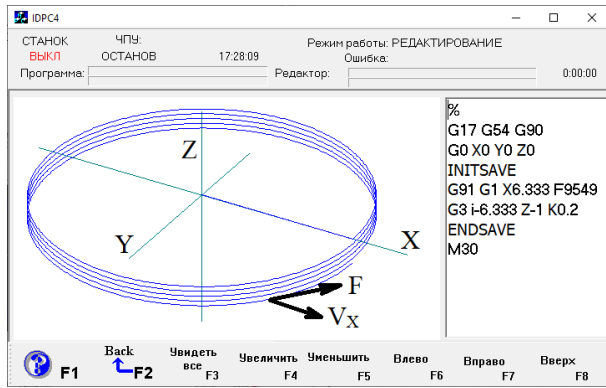 IDPC4
СТАНОК ЧПУ: Режим работы: РЕДАКТИРОВАНИЕ
ВЫКЛ ОСТАНОВ 17:28:09 Ошибка:
Программа: Редактор: 0:00:00
%
G17 G54 G90
G0 X0 Y0 Z0
INITSAVE
G91 G1 X6.333 F9549
G3 i-6.333 Z-1 K0.2
ENDSAVE
M30
Z
Y
X
F
VX
F1
Back F2
Увидеть все F3
Увеличить F4
Уменьшить F5
Влево F6
Вправо F7
Вверх F8